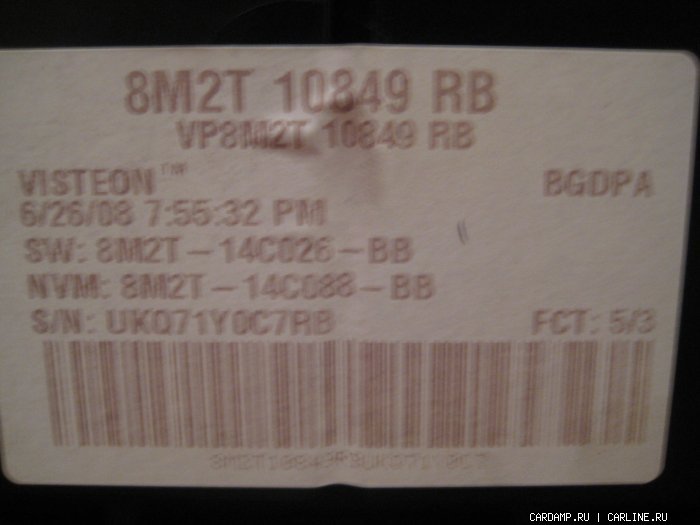 8M2T 10849 RB
VP8M2T 10849 RB
VISTEON™ BGDPA
6/26/08 7:55:32 PM
SW: 8M2T-14C026-BB
NVM: 8M2T-14C088-BB
S/N: UKQ71Y0C7RB FCT: 5/3
CARDAMP.RU | CARLINE.RU